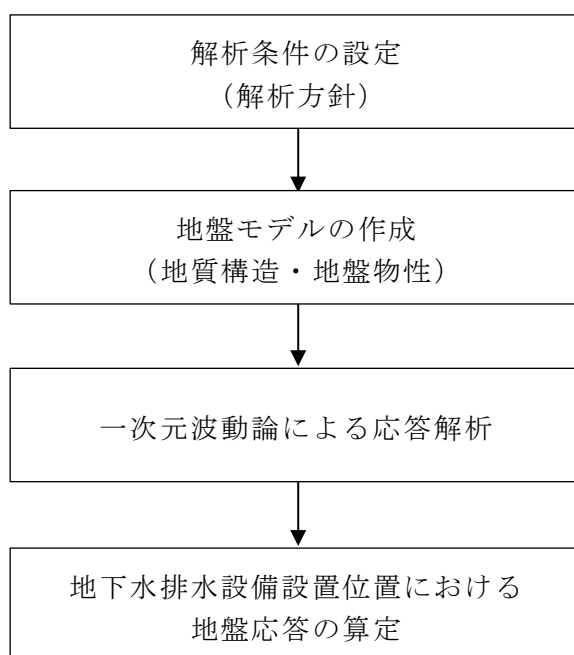 解析条件の設定
（解析方針）
地盤モデルの作成
（地質構造・地盤物性）
一次元波動論による応答解析
地下水排水設備設置位置における
地盤応答の算定